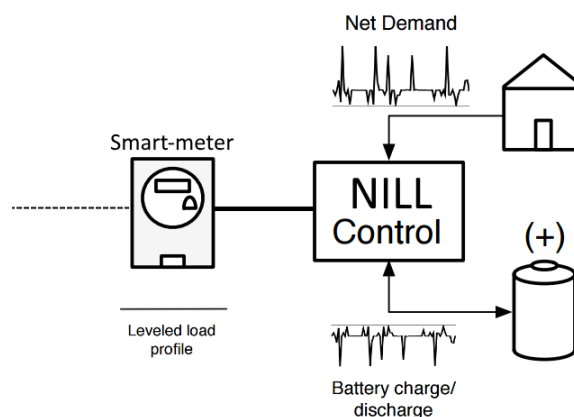 Net Demand
Smart-meter
NILL
Control
(+)
Leveled load
profile
Battery charge/
discharge